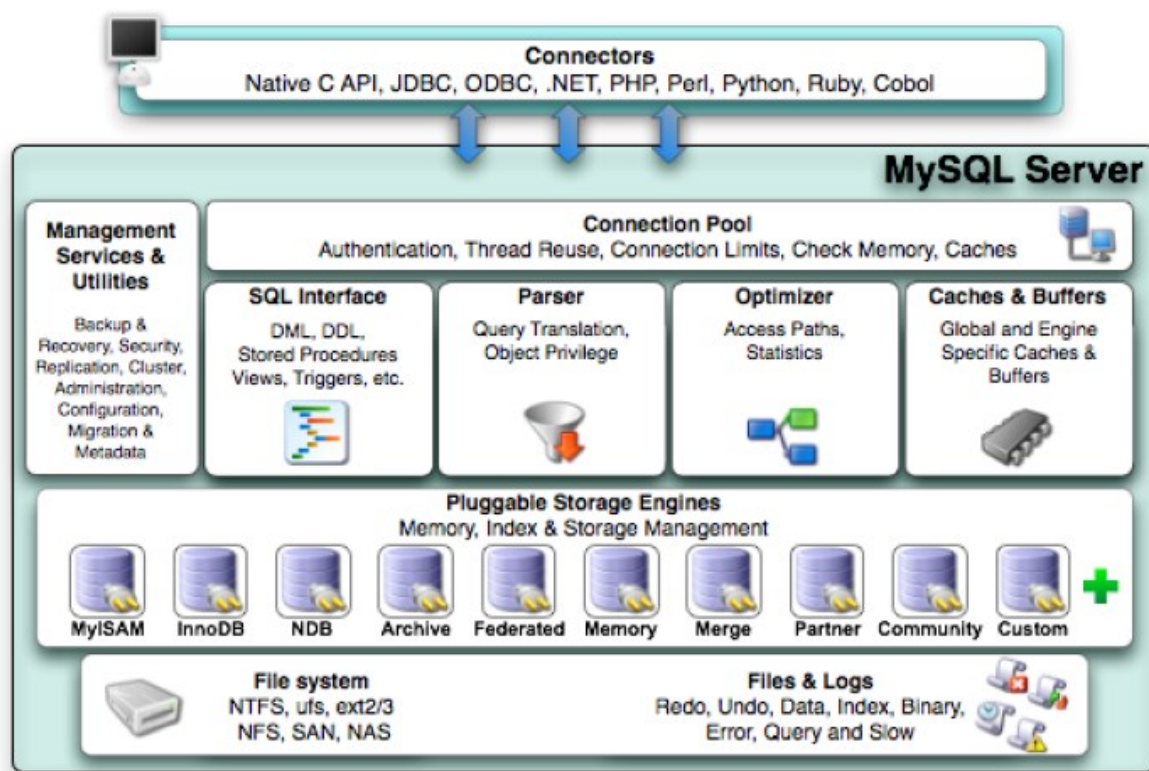 Connectors
Native C API, JDBC, ODBC, .NET, PHP, Perl, Python, Ruby, Cobol
MySQL Server
Management
Services &
Utilities
Backup &
Recovery, Security,
Replication, Cluster,
Administration,
Configuration,
Migration &
Metadata
Connection Pool
Authentication, Thread Reuse, Connection Limits, Check Memory, Caches
SQL Interface
DML, DDL,
Stored Procedures
Views, Triggers, etc.
Parser
Query Translation,
Object Privilege
Optimizer
Access Paths,
Statistics
Caches & Buffers
Global and Engine
Specific Caches &
Buffers
Pluggable Storage Engines
Memory, Index & Storage Management
MyISAM
InnoDB
NDB
Archive
Federated
Memory
Merge
Partner
Community
Custom
File system
NTFS, ufs, ext2/3
NFS, SAN, NAS
Files & Logs
Redo, Undo, Data, Index, Binary,
Error, Query and Slow